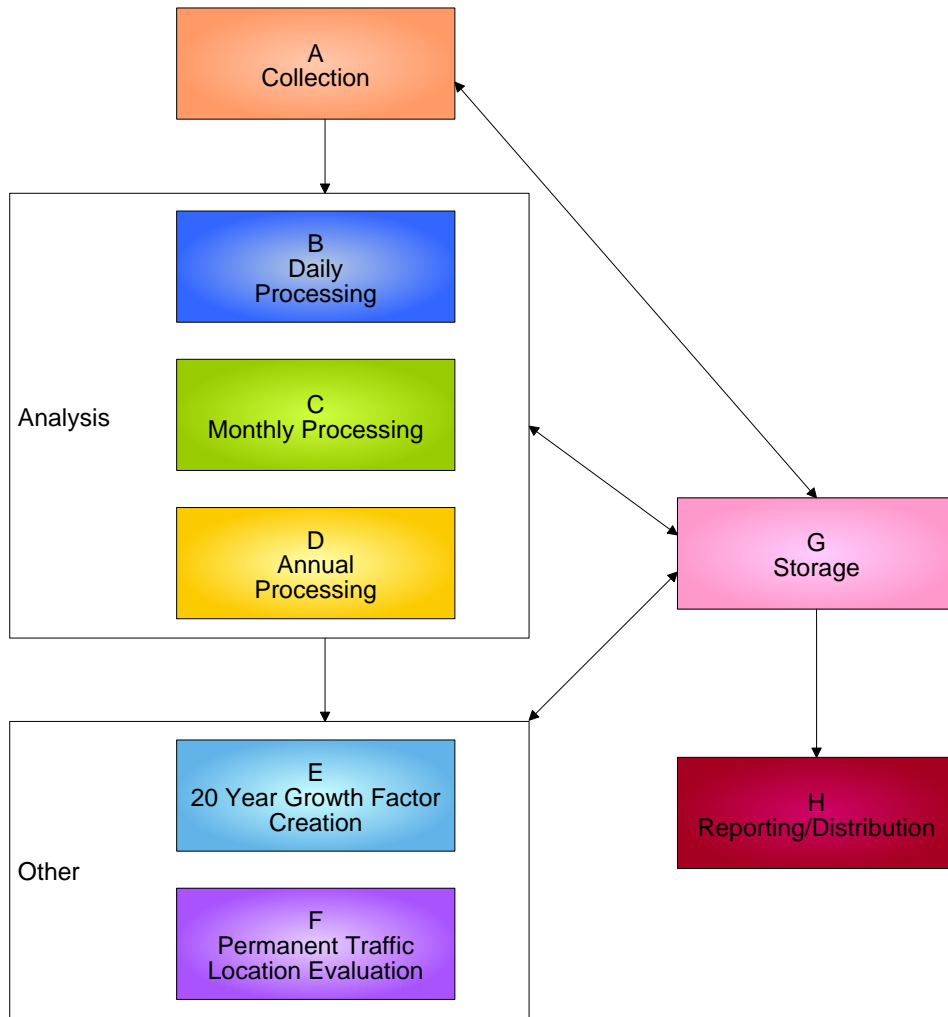 A
Collection
B
Daily
Processing
Analysis
C
Monthly Processing
D
Annual
Processing
G
Storage
E
20 Year Growth Factor
Creation
H
Reporting/Distribution
Other
F
Permanent Traffic
Location Evaluation